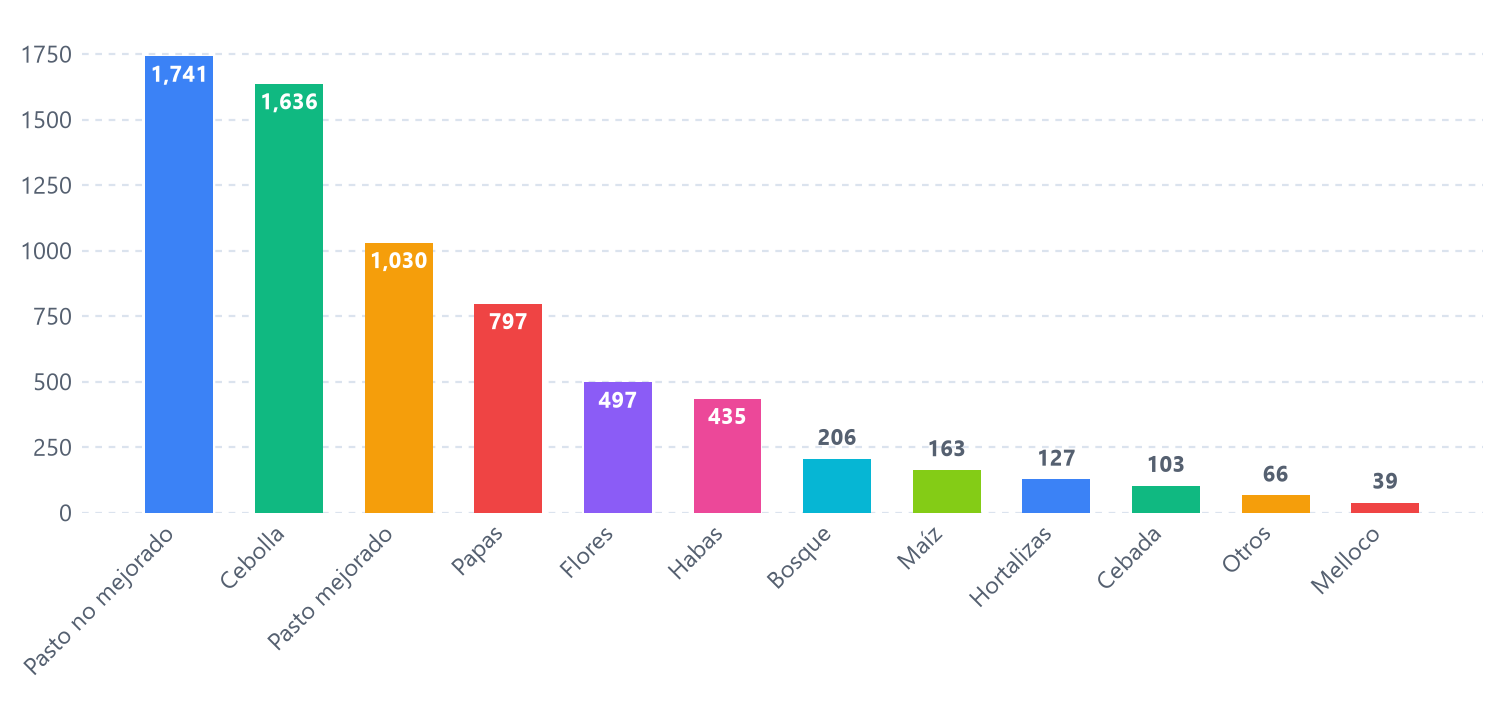 1750
1500
1250
1000
750
500
250
0
1,741
1,636
1,030
797
497
435
206
163
127
103
66
39
Pasto no mejorado
Cebolla
Pasto mejorado
Papas
Flores
Habas
Bosque
Maíz
Hortalizas
Cebada
Otros
Melloco